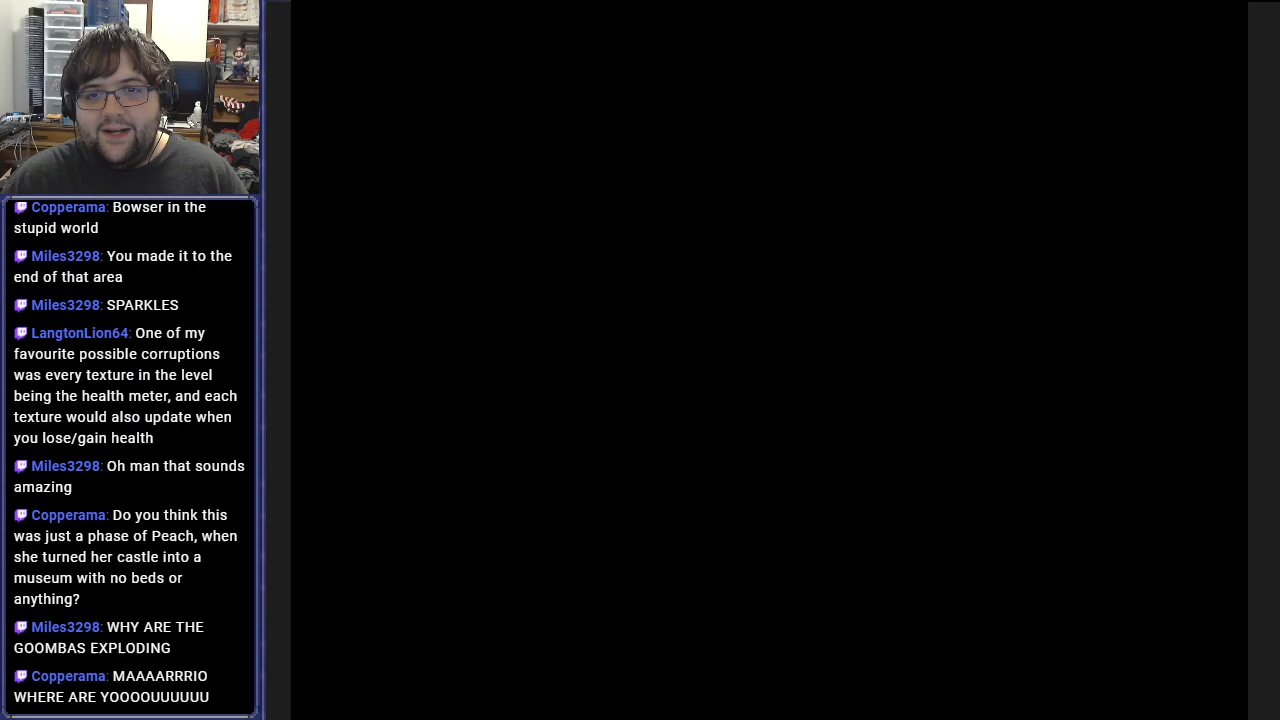 Copperama: Bowser in the
stupid world
Miles3298: You made it to the
end of that area
Miles3298: SPARKLES
LangtonLion64: One of my
favourite possible corruptions
was every texture in the level
being the health meter, and each
texture would also update when
you lose/gain health
Miles3298: Oh man that sounds
amazing
Copperama: Do you think this
was just a phase of Peach, when
she turned her castle into a
museum with no beds or
anything?
Miles3298: WHY ARE THE
GOOMBAS EXPLODING
Copperama: MAAAARRRIO
WHERE ARE YOOOOUUUUUU